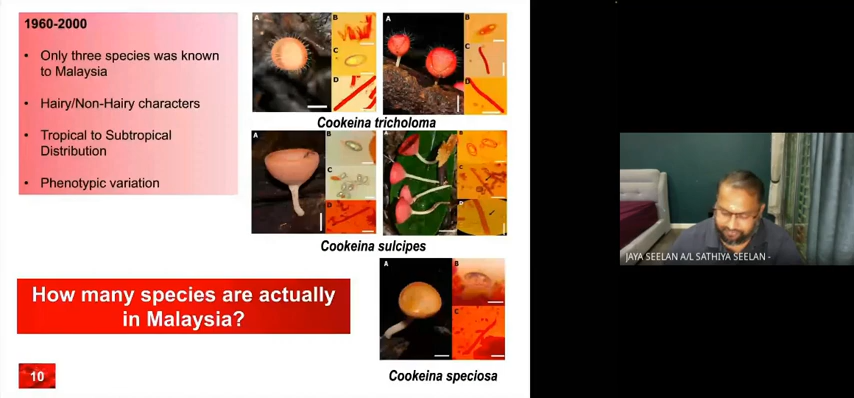 1960-2000
• Only three species was known
to Malaysia
• Hairy/Non-Hairy characters
• Tropical to Subtropical
Distribution
• Phenotypic variation
A
B
C
D
A
B
C
D
Cookeina tricholoma
A
B
C
D
A
B
C
D
Cookeina sulcipes
How many species are actually
in Malaysia?
A
B
C
Cookeina speciosa
10
JAYA SEELAN A/L SATHIYA SEELAN -